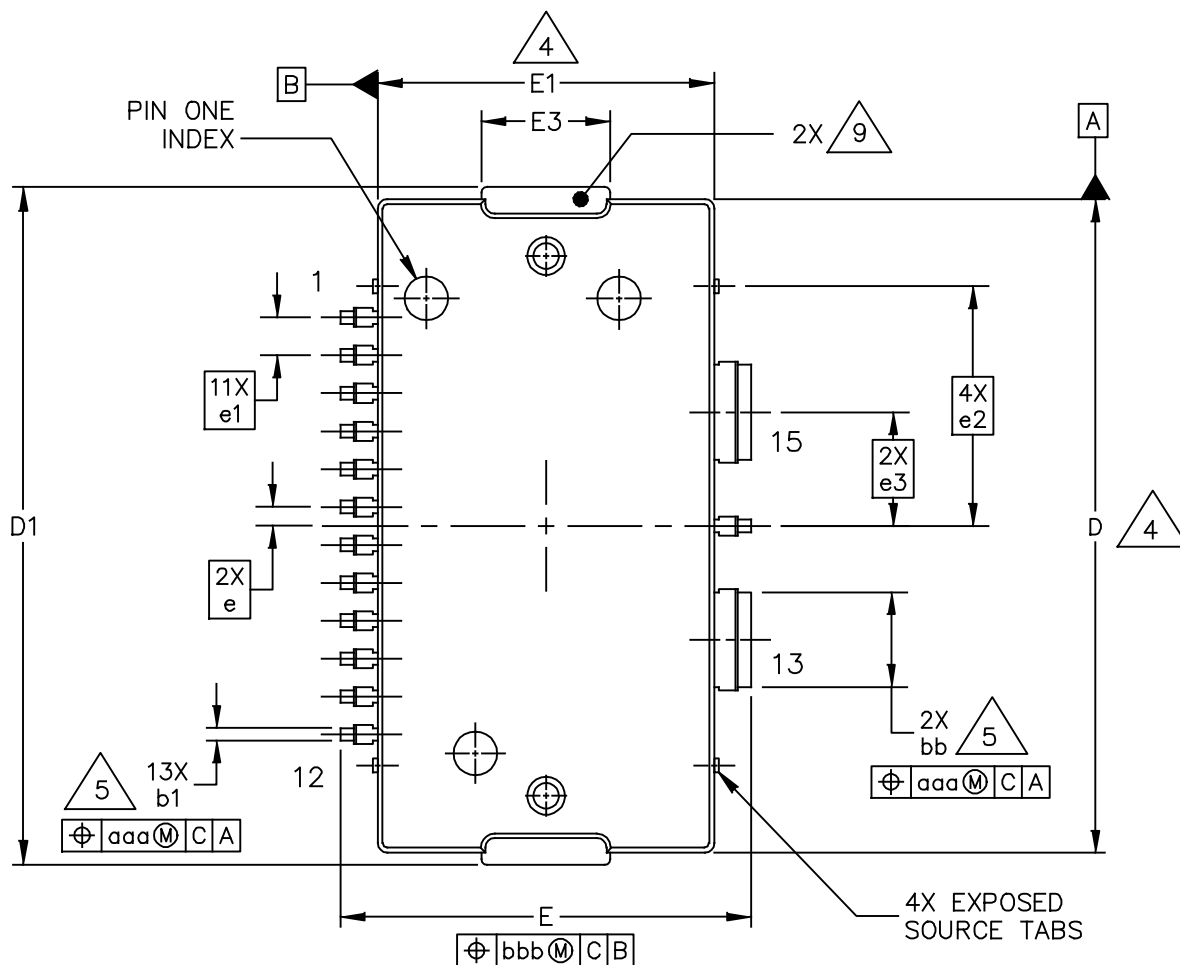 4
B
E1
PIN ONE
INDEX
E3
2X 9
A
1
11X
e1
4X
e2
15
2X
e3
D1
D 4
2X
e
13
2X
bb 5
⌖ aaa Ⓜ C A
5 13X
b1
12
⌖ aaa Ⓜ C A
E
⌖ bbb Ⓜ C B
4X EXPOSED
SOURCE TABS